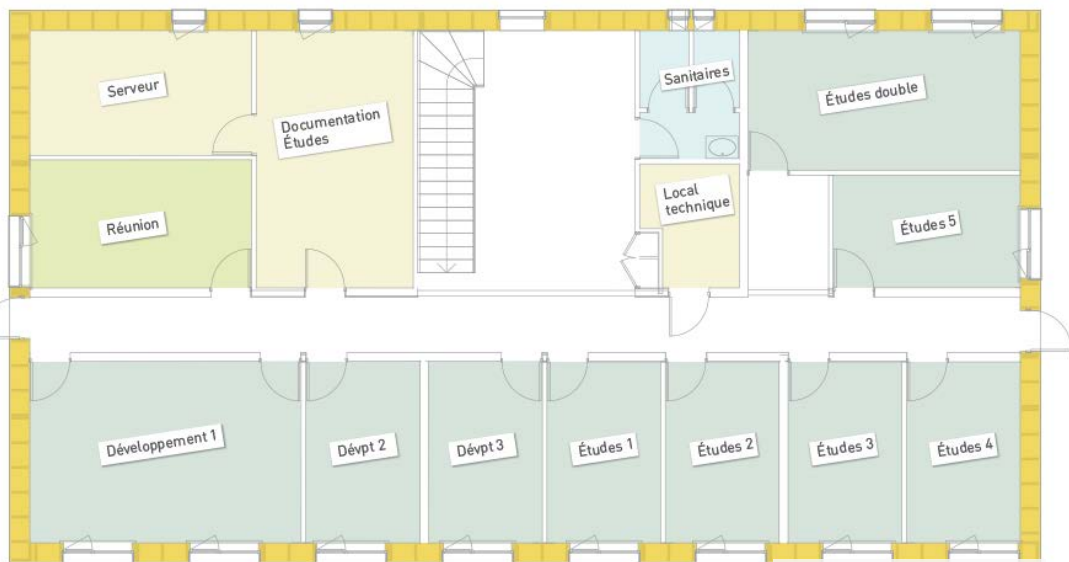 Serveur
Documentation
Études
Sanitaires
Études double
Réunion
Local
technique
Études 5
Développement 1
Dévpt 2
Dévpt 3
Études 1
Études 2
Études 3
Études 4